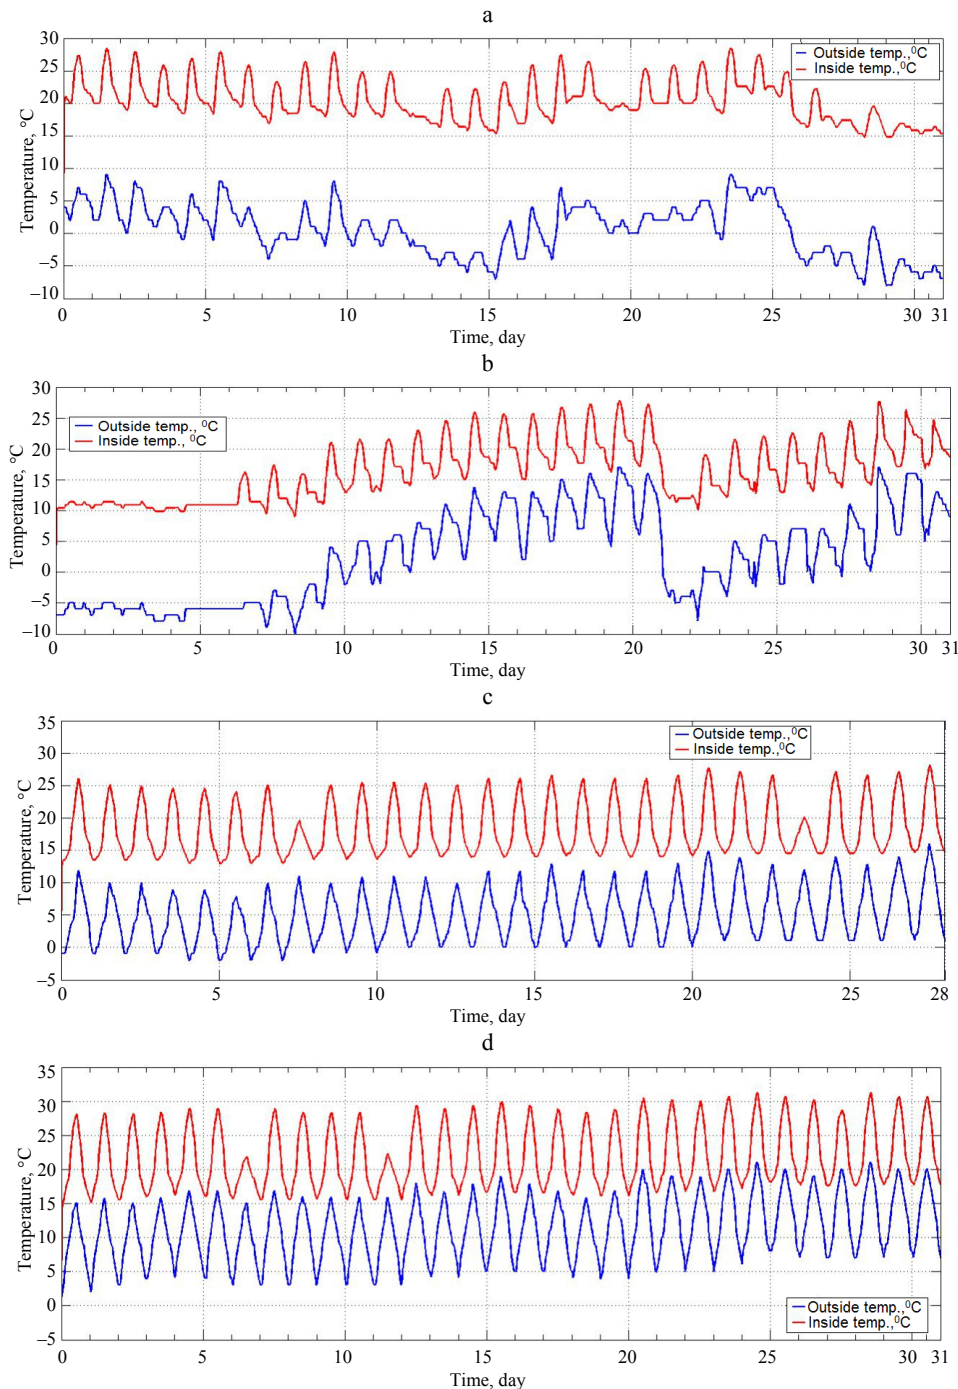 a
30
25
20
15
10
5
0
–5
–10
Temperature, °C
Outside temp.,⁰C
Inside temp.,⁰C
0 5 10 15 20 25 30 31
Time, day
b
30
25
20
15
10
5
0
–5
–10
Temperature, °C
Outside temp., ⁰C
Inside temp., ⁰C
0 5 10 15 20 25 30 31
Time, day
c
35
30
25
20
15
10
5
0
–5
Temperature, °C
Outside temp.,⁰C
Inside temp.,⁰C
0 5 10 15 20 25 28
Time, day
d
35
30
25
20
15
10
5
0
–5
Temperature, °C
Outside temp.,⁰C
Inside temp.,⁰C
0 5 10 15 20 25 30 31
Time, day